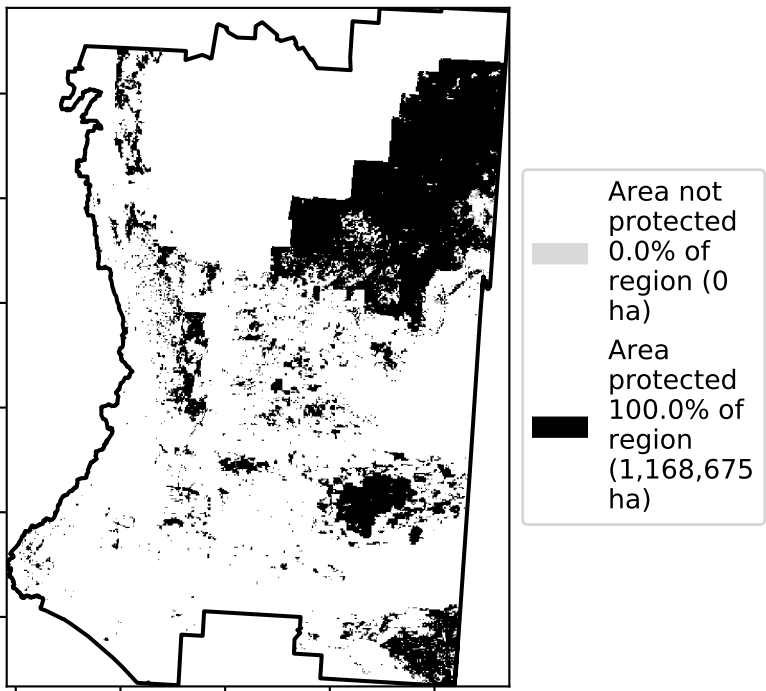 Area not
protected
0.0% of
region (0
ha)
Area
protected
100.0% of
region
(1,168,675
ha)